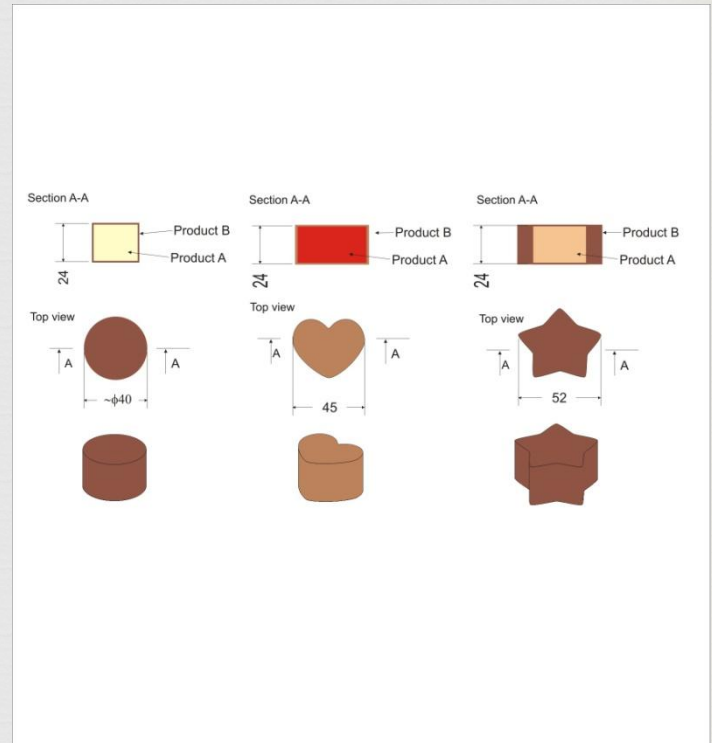 Section A-A
Product B
Product A
24
Top view
A
A
~ϕ40
Section A-A
Product B
Product A
24
Top view
A
A
45
Section A-A
Product B
Product A
24
Top view
A
A
52